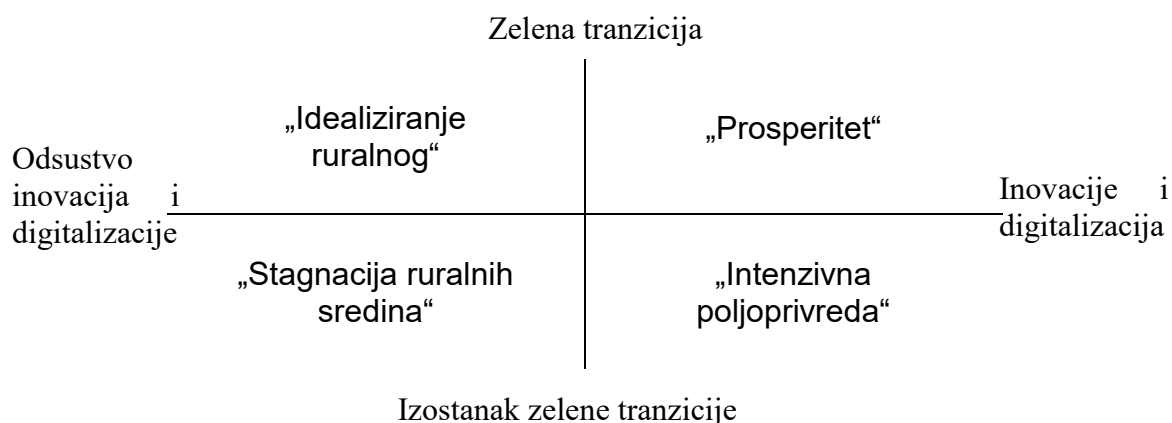 Zelena tranzicija
„Idealiziranje
ruralnog“
„Prosperitet“
Odsustvo
inovacija i
digitalizacije
Inovacije i
digitalizacija
„Stagnacija ruralnih
sredina“
„Intenzivna
poljoprivreda“
Izostanak zelene tranzicije